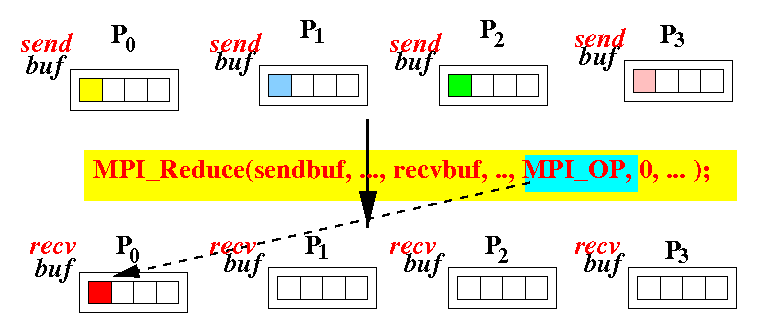 send buf P0 send buf P1 send buf P2 send buf P3
MPI_Reduce(sendbuf, ..., recvbuf, .., MPI_OP, 0, ... );
recv buf P0 recv buf P1 recv buf P2 recv buf P3